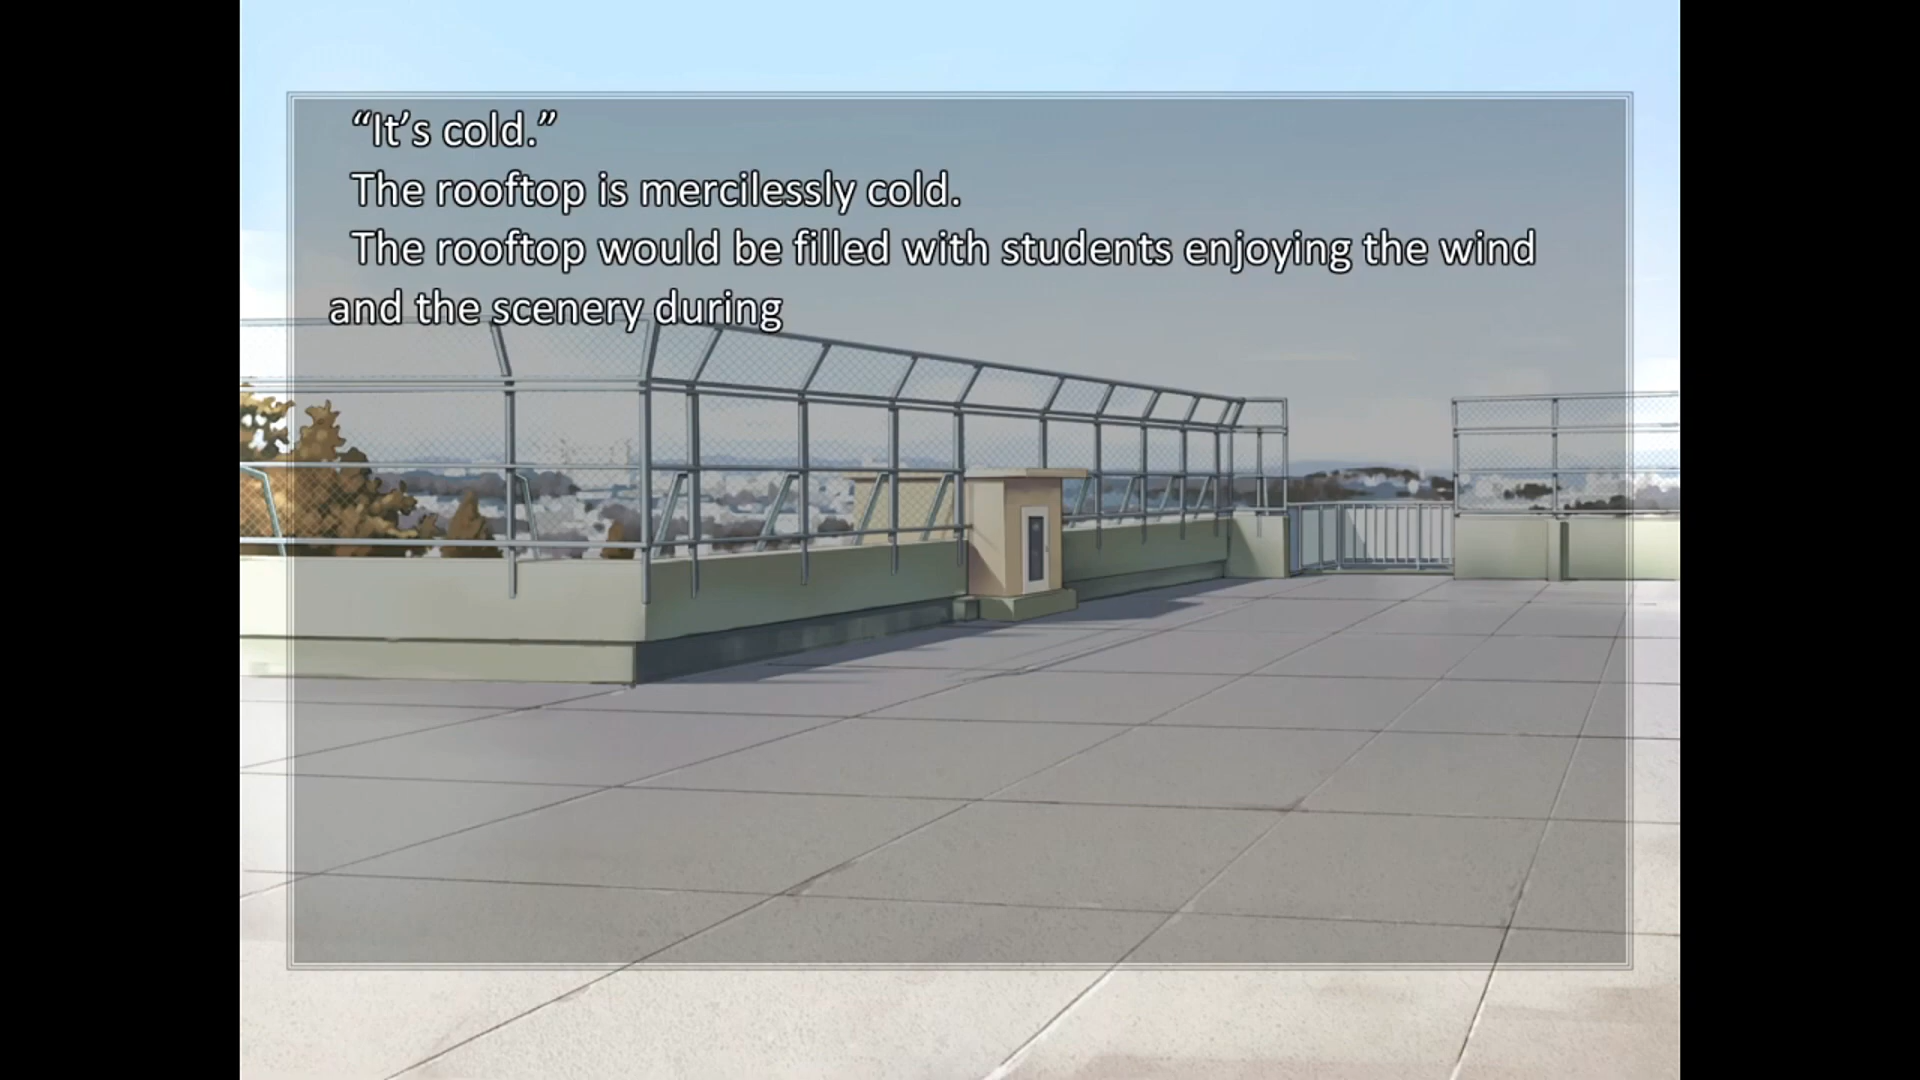 “It’s cold.”
The rooftop is mercilessly cold.
The rooftop would be filled with students enjoying the wind
and the scenery during